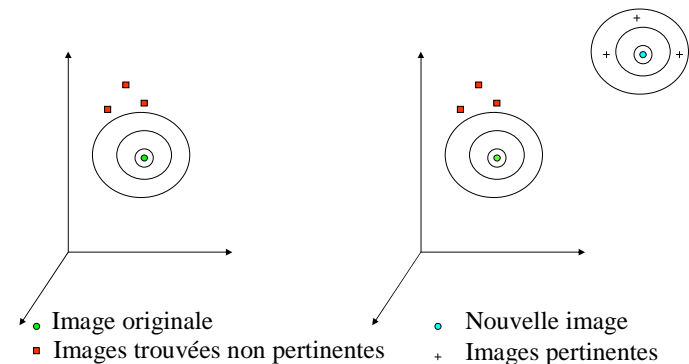 Image originale
Images trouvées non pertinentes
Nouvelle image
Images pertinentes